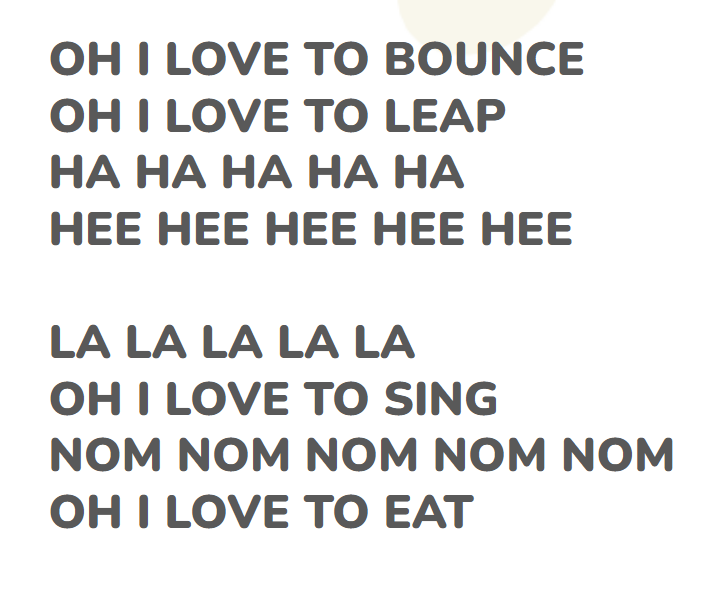 OH I LOVE TO BOUNCE
OH I LOVE TO LEAP
HA HA HA HA HA
HEE HEE HEE HEE HEE
LA LA LA LA LA
OH I LOVE TO SING
NOM NOM NOM NOM NOM
OH I LOVE TO EAT